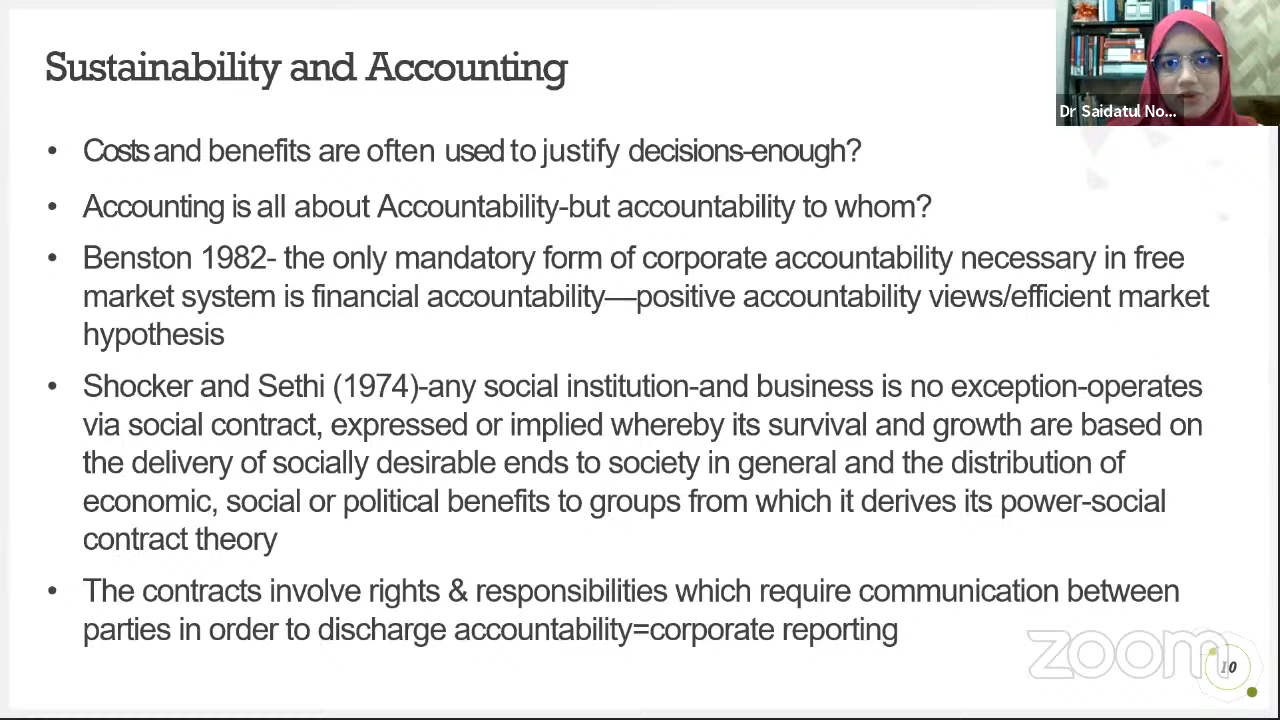 Sustainability and Accounting
Dr Saidatul No...
• Costs and benefits are often used to justify decisions-enough?
• Accounting is all about Accountability-but accountability to whom?
• Benston 1982- the only mandatory form of corporate accountability necessary in free
market system is financial accountability—positive accountability views/efficient market
hypothesis
• Shocker and Sethi (1974)-any social institution-and business is no exception-operates
via social contract, expressed or implied whereby its survival and growth are based on
the delivery of socially desirable ends to society in general and the distribution of
economic, social or political benefits to groups from which it derives its power-social
contract theory
• The contracts involve rights & responsibilities which require communication between
parties in order to discharge accountability=corporate reporting
zoom
10